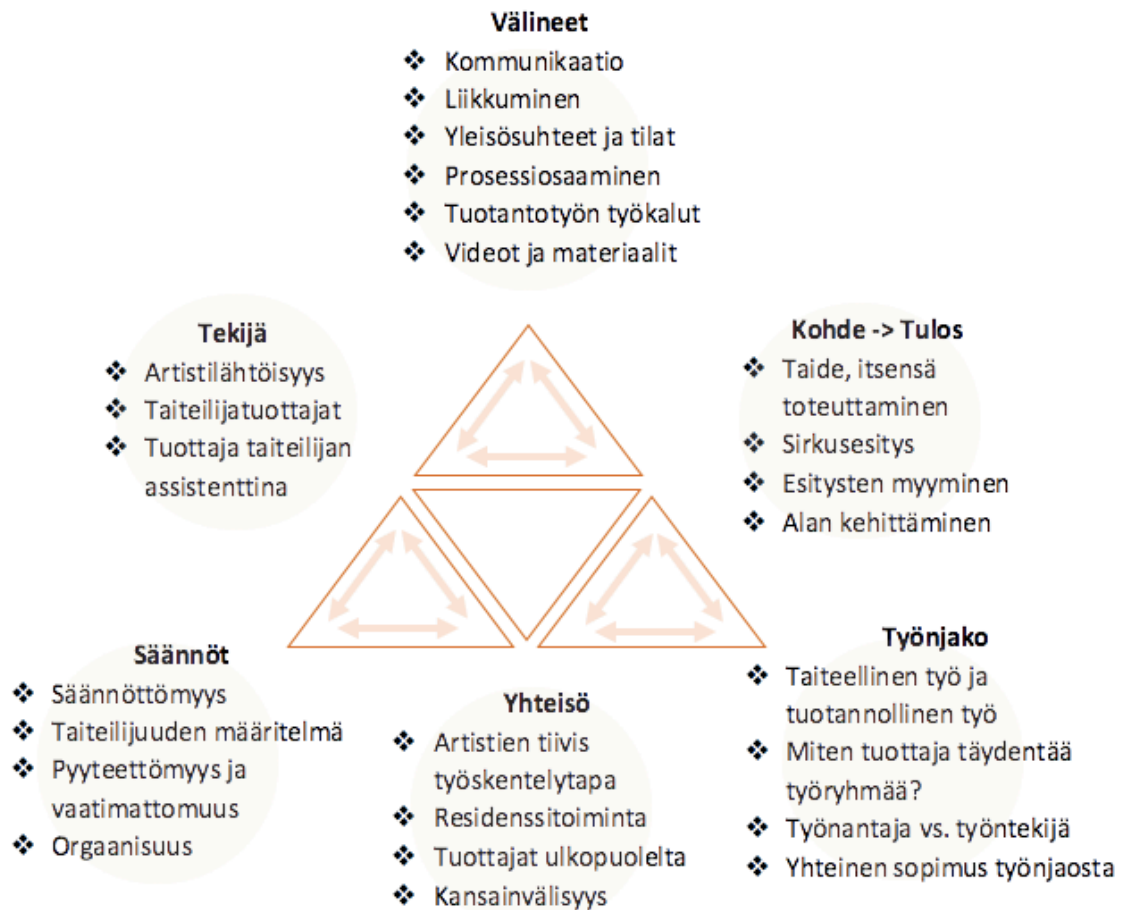 Välineet
❖ Kommunikaatio
❖ Liikkuminen
❖ Yleisösuhteet ja tilat
❖ Prosessiosaaminen
❖ Tuotantotyön työkalut
❖ Videot ja materiaalit
Tekijä
❖ Artistilähtöisyys
❖ Taiteilijatuottajat
❖ Tuottaja taiteilijan
assistenttina
Kohde -> Tulos
❖ Taide, itsensä
toteuttaminen
❖ Sirkusesitys
❖ Esitysten myyminen
❖ Alan kehittäminen
Säännöt
❖ Säännöttömyys
❖ Taiteilijuuden määritelmä
❖ Pyyteettömyys ja
vaatimattomuus
❖ Orgaanisuus
Yhteisö
❖ Artistien tiivis
työskentelytapa
❖ Residenssitoiminta
❖ Tuottajat ulkopuolelta
❖ Kansainvälisyys
Työnjako
❖ Taiteellinen työ ja
tuotannollinen työ
❖ Miten tuottaja täydentää
työryhmää?
❖ Työnantaja vs. työntekijä
❖ Yhteinen sopimus työnjaosta